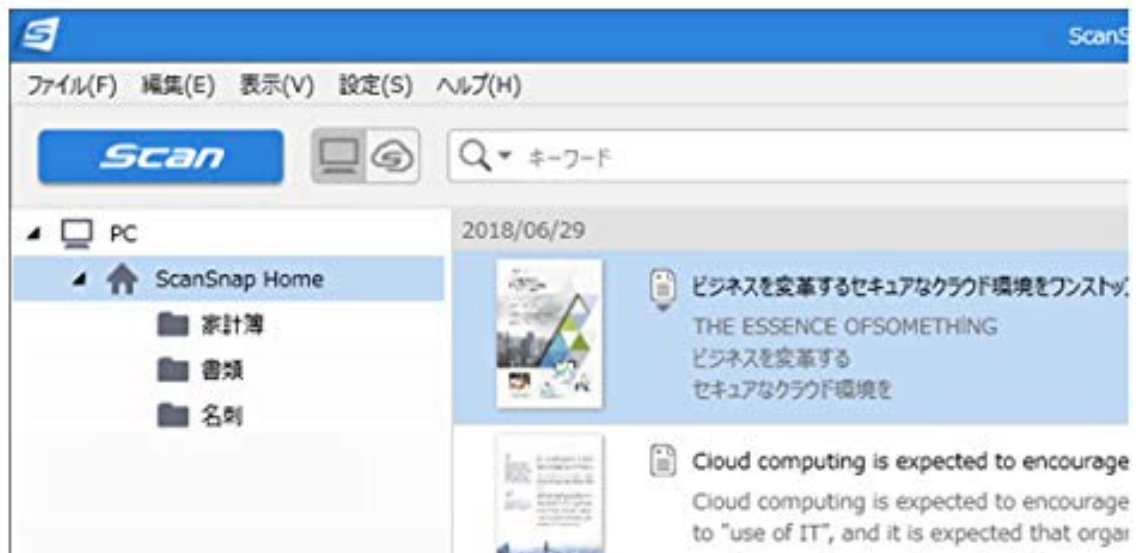 ScanS
ファイル(F) 編集(E) 表示(V) 設定(S) ヘルプ(H)
Scan
キーワード
PC
ScanSnap Home
家計簿
書類
名刺
2018/06/29
ビジネスを変革するセキュアなクラウド環境をワンストップ
THE ESSENCE OFSOMETHING
ビジネスを変革する
セキュアなクラウド環境を
Cloud computing is expected to encourage
Cloud computing is expected to encourage
to "use of IT", and it is expected that organ